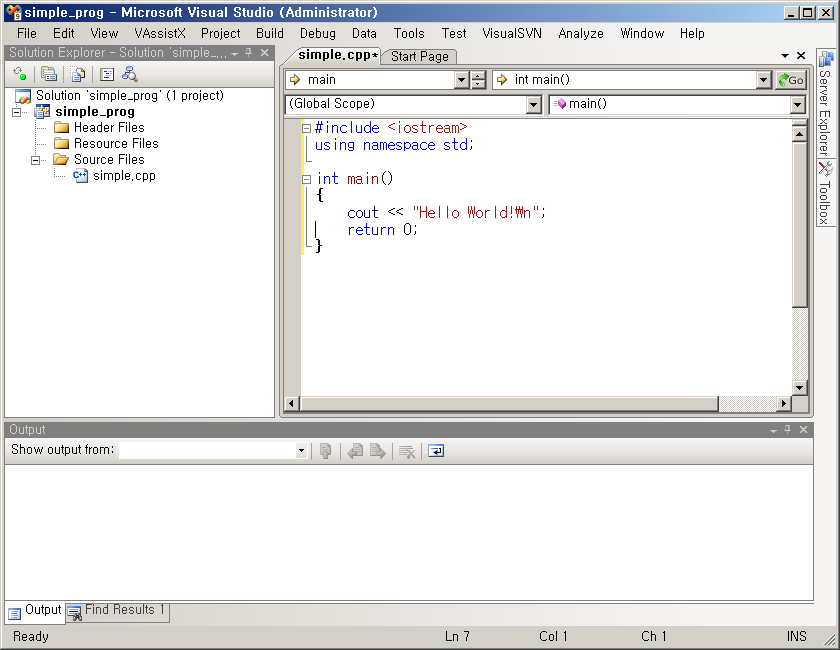 simple_prog - Microsoft Visual Studio (Administrator)
File Edit View VAssistX Project Build Debug Data Tools Test VisualSVN Analyze Window Help
Solution Explorer - Solution 'simple_...
Solution 'simple_prog' (1 project)
simple_prog
Header Files
Resource Files
Source Files
simple.cpp
simple.cpp* Start Page
main int main() Go
(Global Scope) main()
#include <iostream>
using namespace std;
int main()
{
cout << "Hello World!₩n";
return 0;
}
Server Explorer
Toolbox
Output
Show output from:
Output Find Results 1
Ready Ln 7 Col 1 Ch 1 INS